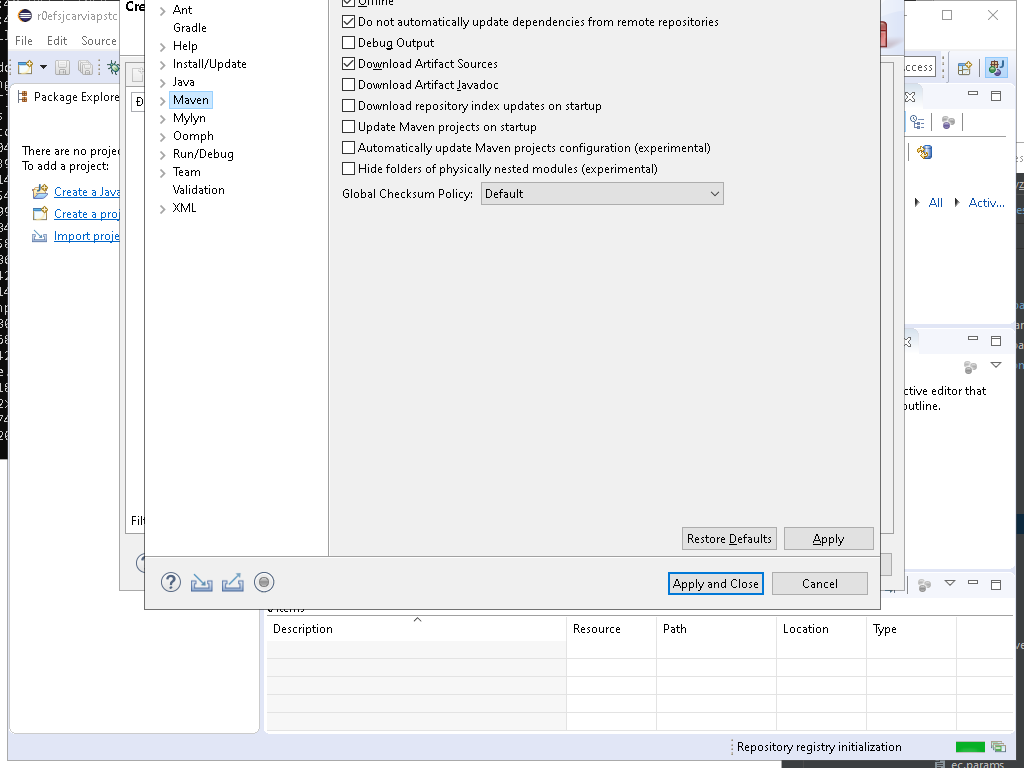 r0efsjcarviapstc
Cre
File Edit Source
ccess
Package Explore
There are no projec
To add a project:
Create a Java
Create a proj
Import proje
Ant
Gradle
Help
Install/Update
Java
Maven
Mylyn
Oomph
Run/Debug
Team
Validation
XML
Offline
Do not automatically update dependencies from remote repositories
Debug Output
Download Artifact Sources
Download Artifact Javadoc
Download repository index updates on startup
Update Maven projects on startup
Automatically update Maven projects configuration (experimental)
Hide folders of physically nested modules (experimental)
Global Checksum Policy: Default
All Activ...
ctive editor that
outline.
Filt
Restore Defaults Apply
Apply and Close Cancel
Description Resource Path Location Type
Repository registry initialization
ec.params